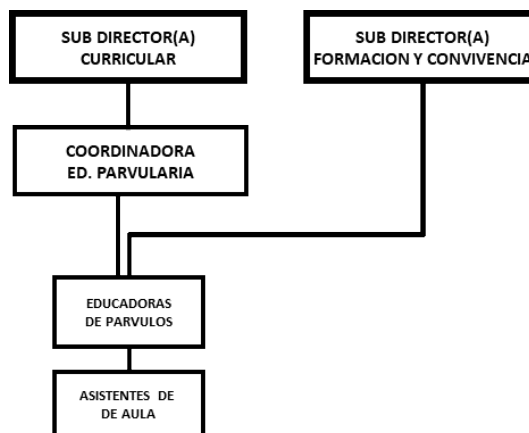 SUB DIRECTOR(A)
CURRICULAR
SUB DIRECTOR(A)
FORMACION Y CONVIVENCIA
COORDINADORA
ED. PARVULARIA
EDUCADORAS
DE PARVULOS
ASISTENTES DE
DE AULA